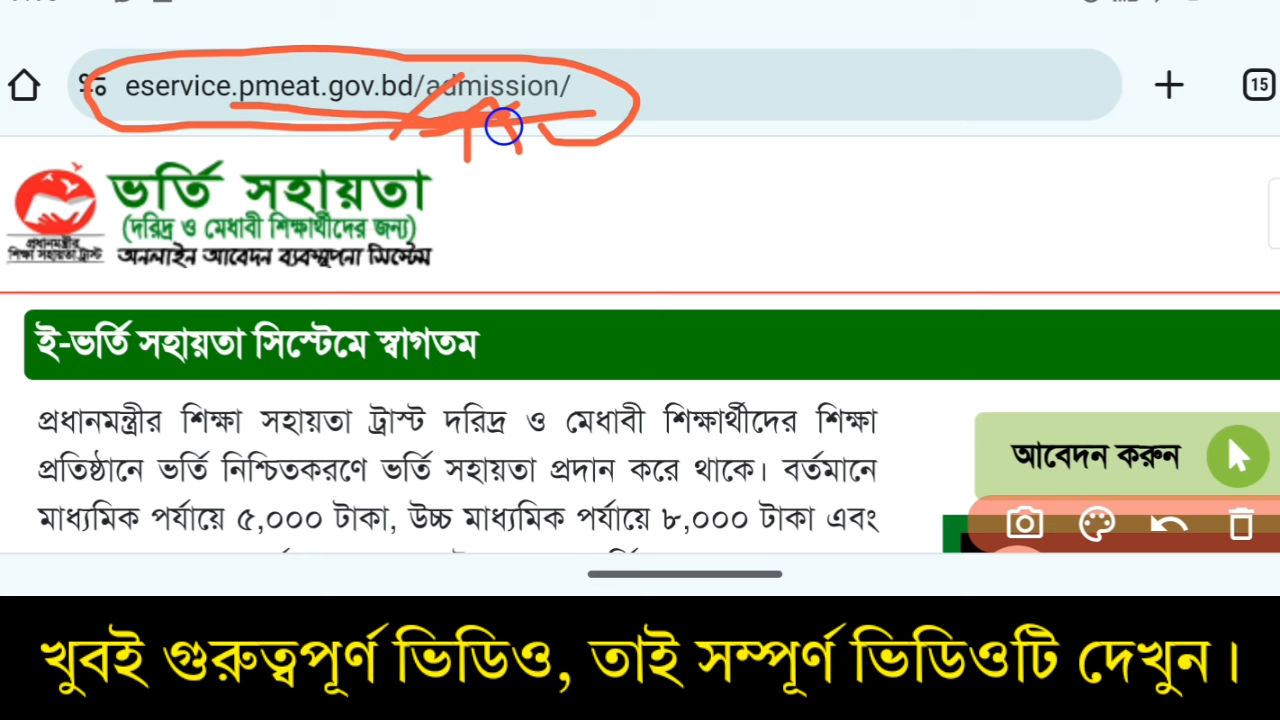 eservice.pmeat.gov.bd/admission/
15
ভর্তি সহায়তা
(দরিদ্র ও মেধাবী শিক্ষার্থীদের জন্য)
প্রধানমন্ত্রীর
শিক্ষা সহায়তা ট্রাস্ট
অনলাইন আবেদন ব্যবস্থাপনা সিস্টেম
ই-ভর্তি সহায়তা সিস্টেমে স্বাগতম
প্রধানমন্ত্রীর শিক্ষা সহায়তা ট্রাস্ট দরিদ্র ও মেধাবী শিক্ষার্থীদের শিক্ষা
প্রতিষ্ঠানে ভর্তি নিশ্চিতকরণে ভর্তি সহায়তা প্রদান করে থাকে। বর্তমানে
মাধ্যমিক পর্যায়ে ৫,০০০ টাকা, উচ্চ মাধ্যমিক পর্যায়ে ৮,০০০ টাকা এবং
আবেদন করুন
খুবই গুরুত্বপূর্ণ ভিডিও, তাই সম্পূর্ণ ভিডিওটি দেখুন।